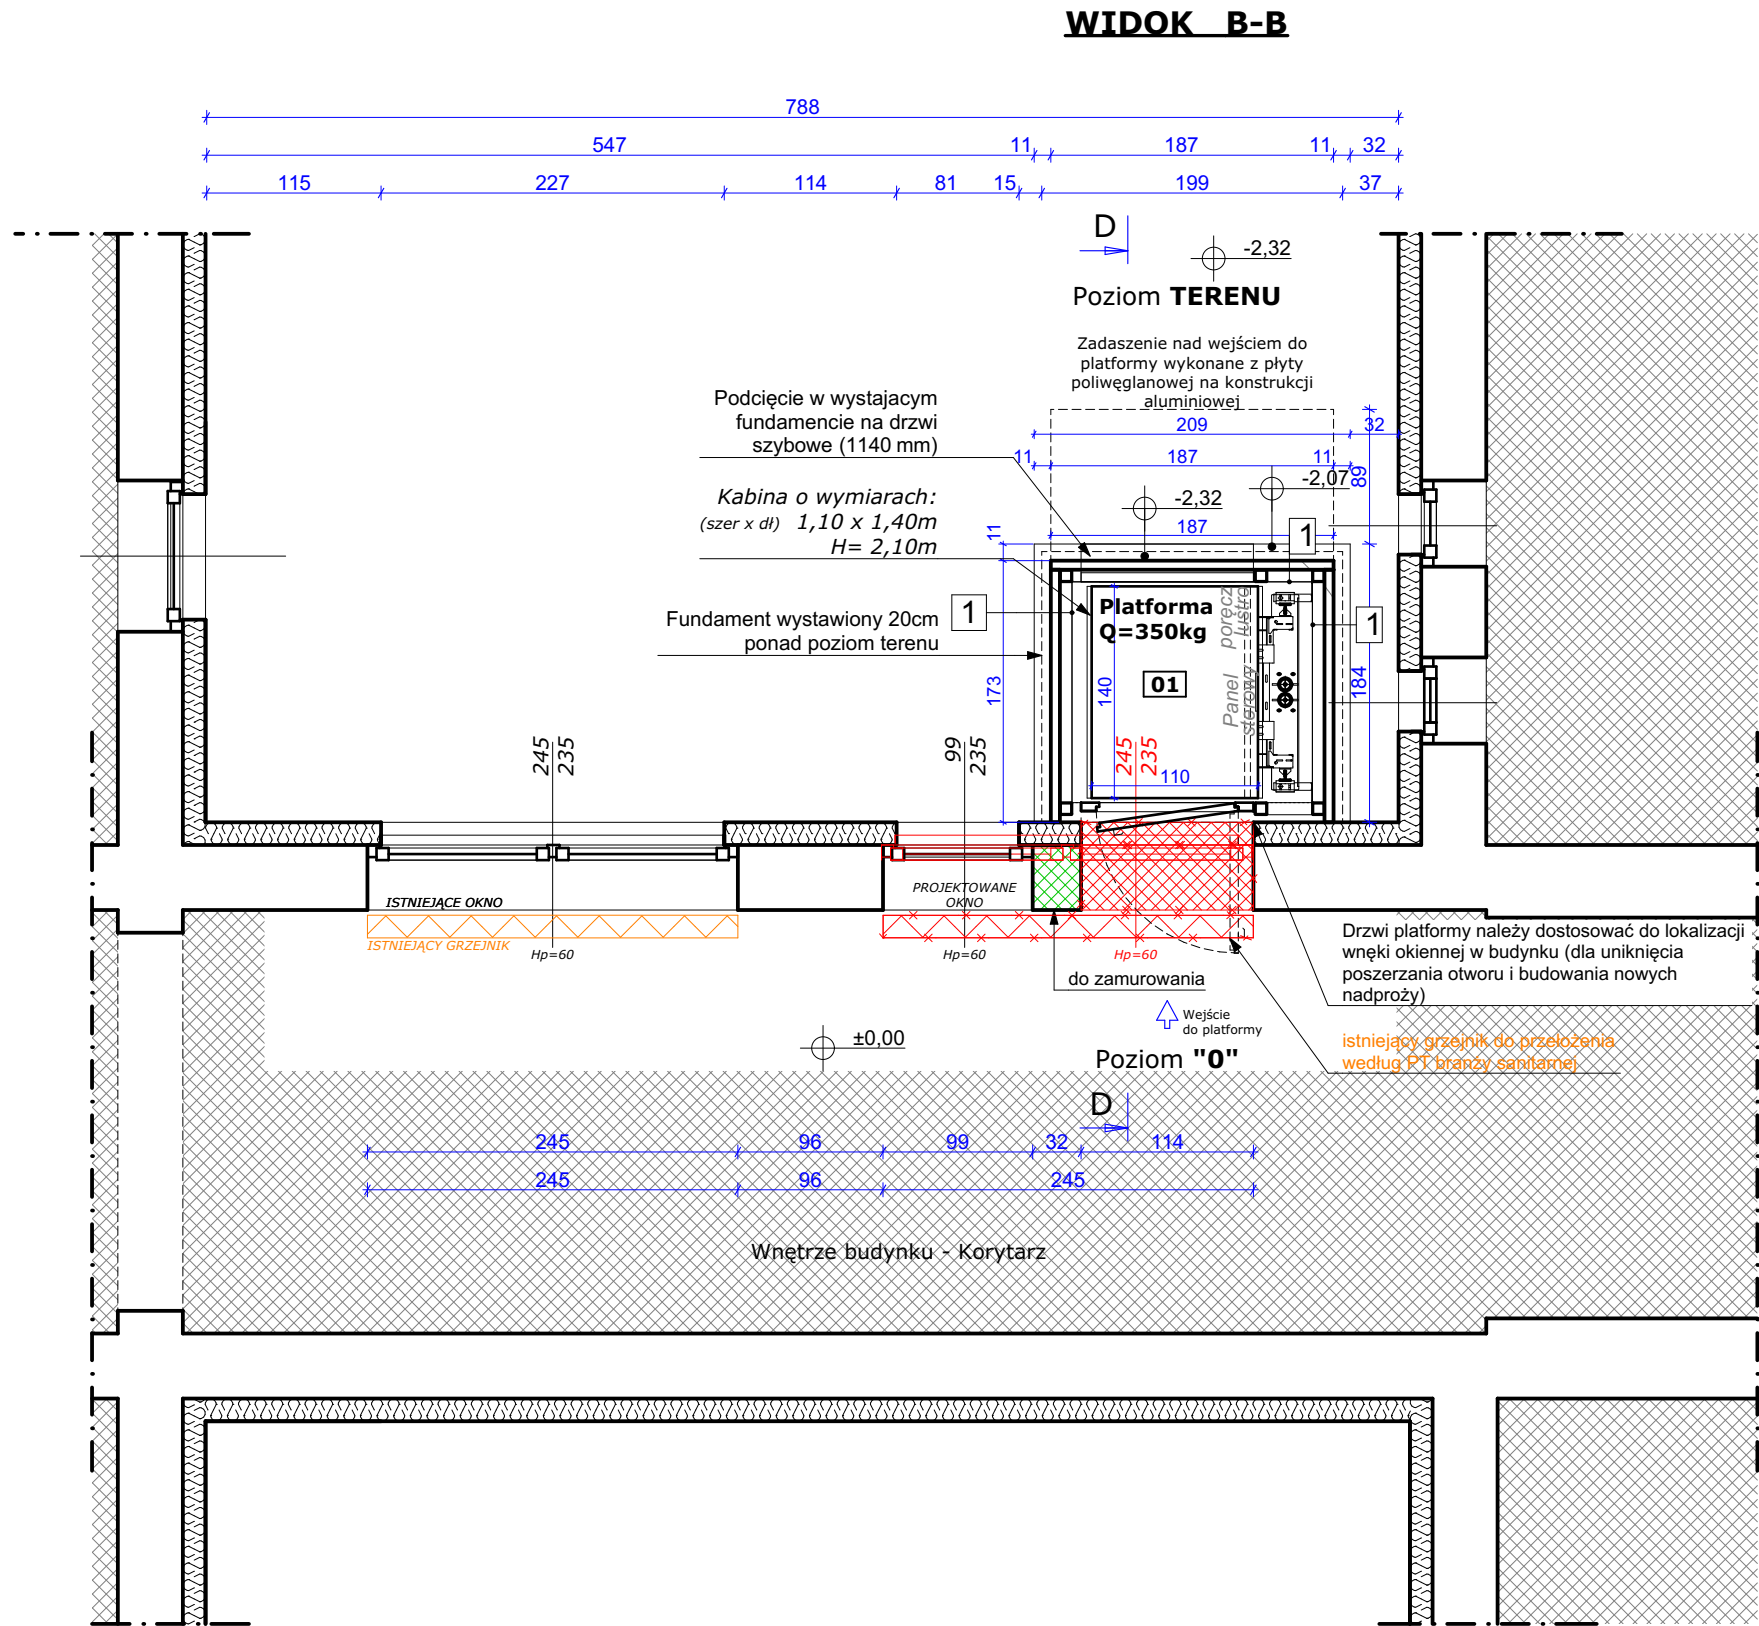 WIDOK B-B
788
547 11 187 11 32
115 227 114 81 15 199 37
D
-2,32
Poziom TERENU
Zadaszenie nad wejściem do
platformy wykonane z płyty
poliwęglanowej na konstrukcji
aluminiowej
209 32
11 187 11
89
-2,07
-2,32
187
11
Podcięcie w wystajacym
fundamencie na drzwi
szybowe (1140 mm)
Kabina o wymiarach:
(szer x dł) 1,10 x 1,40m
H= 2,10m
Fundament wystawiony 20cm
ponad poziom terenu
1
1
1
Platforma
Q=350kg
01
poręcz
lustro
Panel
sterowy
173
140
184
110
245
235
99
235
245
235
ISTNIEJĄCE OKNO
PROJEKTOWANE
OKNO
ISTNIEJĄCY GRZEJNIK
Hp=60
Hp=60
Hp=60
do zamurowania
Drzwi platformy należy dostosować do lokalizacji
wnęki okiennej w budynku (dla uniknięcia
poszerzania otworu i budowania nowych
nadproży)
Wejście
do platformy
±0,00
Poziom "0"
istniejący grzejnik do przełożenia
według PT branży sanitarnej
D
245 96 99 32 114
245 96 245
Wnętrze budynku - Korytarz